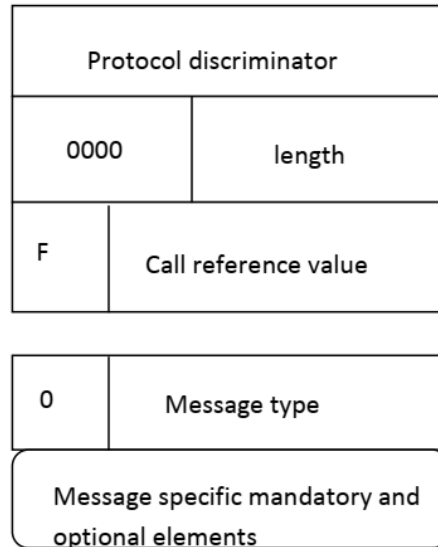 Protocol discriminator
0000 length
F Call reference value
0 Message type
Message specific mandatory and
optional elements